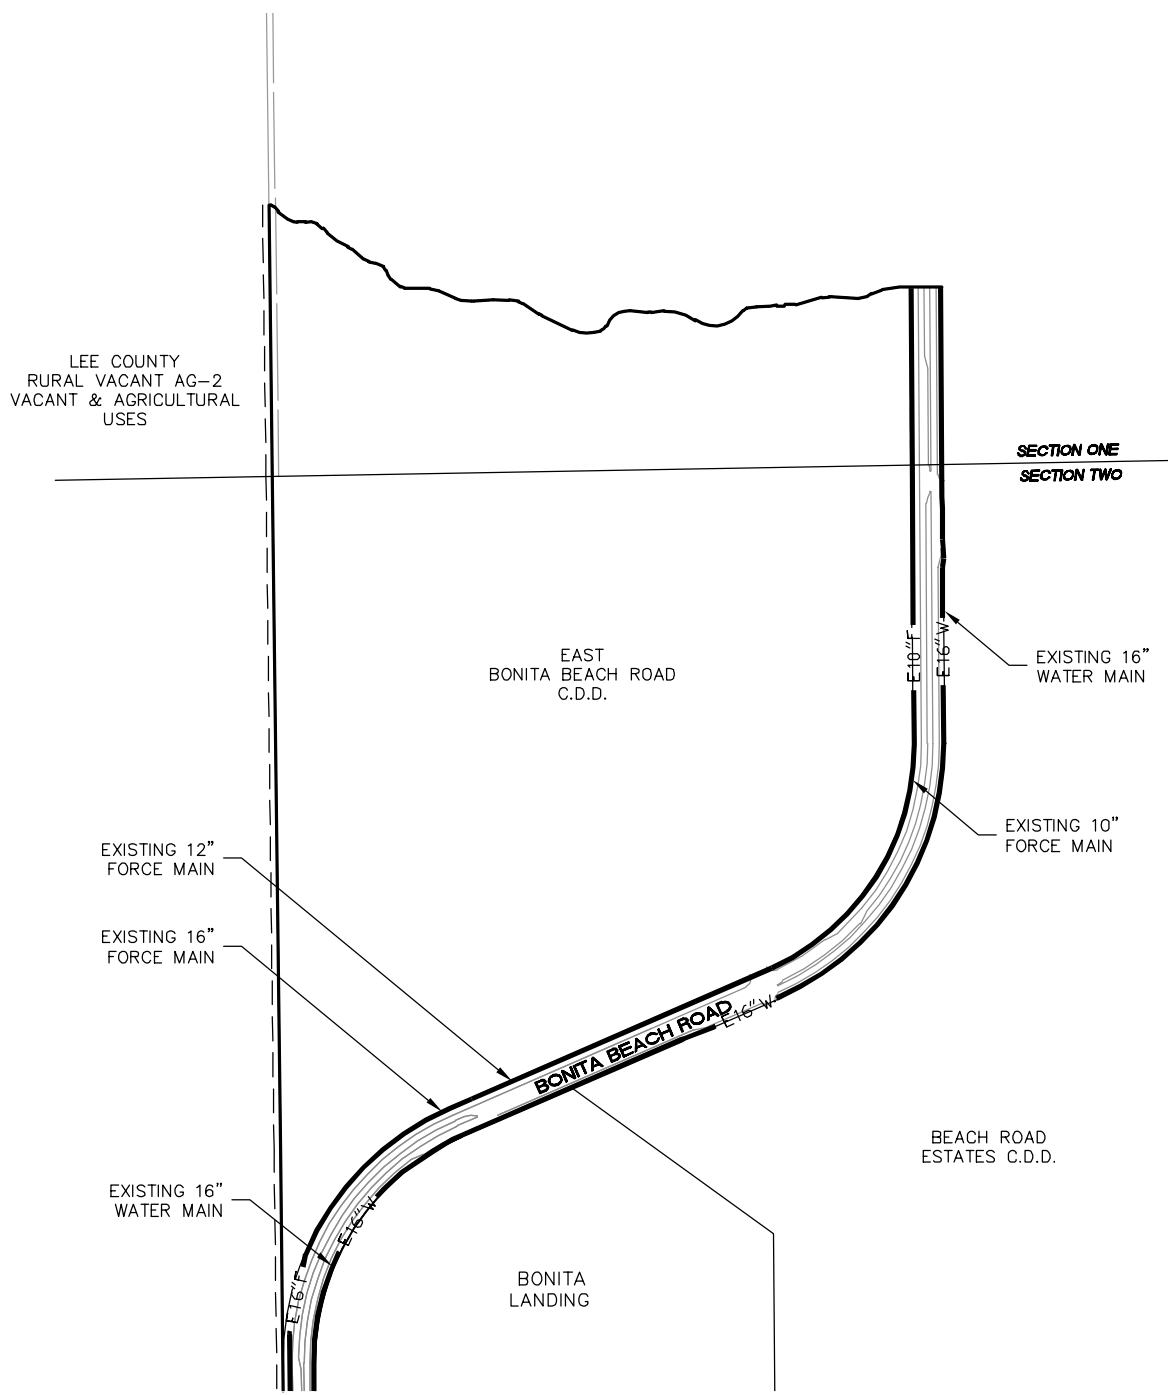 LEE COUNTY
RURAL VACANT AG-2
VACANT & AGRICULTURAL
USES
SECTION ONE
SECTION TWO
EAST
BONITA BEACH ROAD
C.D.D.
E10"F
E16"W
EXISTING 16"
WATER MAIN
EXISTING 10"
FORCE MAIN
EXISTING 12"
FORCE MAIN
EXISTING 16"
FORCE MAIN
E16"W
BONITA BEACH ROAD
BEACH ROAD
ESTATES C.D.D.
EXISTING 16"
WATER MAIN
E16"W
E16"F
BONITA
LANDING